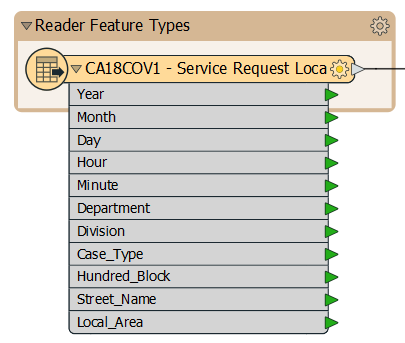 Reader Feature Types
CA18COV1 - Service Request Loca
Year
Month
Day
Hour
Minute
Department
Division
Case_Type
Hundred_Block
Street_Name
Local_Area